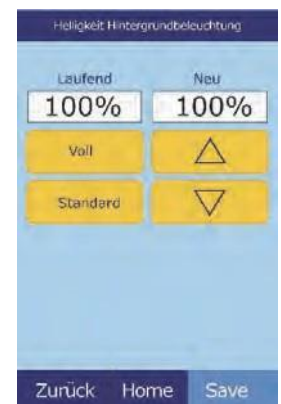 Helligkeit Hintergrundbeleuchtung
Laufend Neu
100% 100%
Voll
Standard
Zurück Home Save